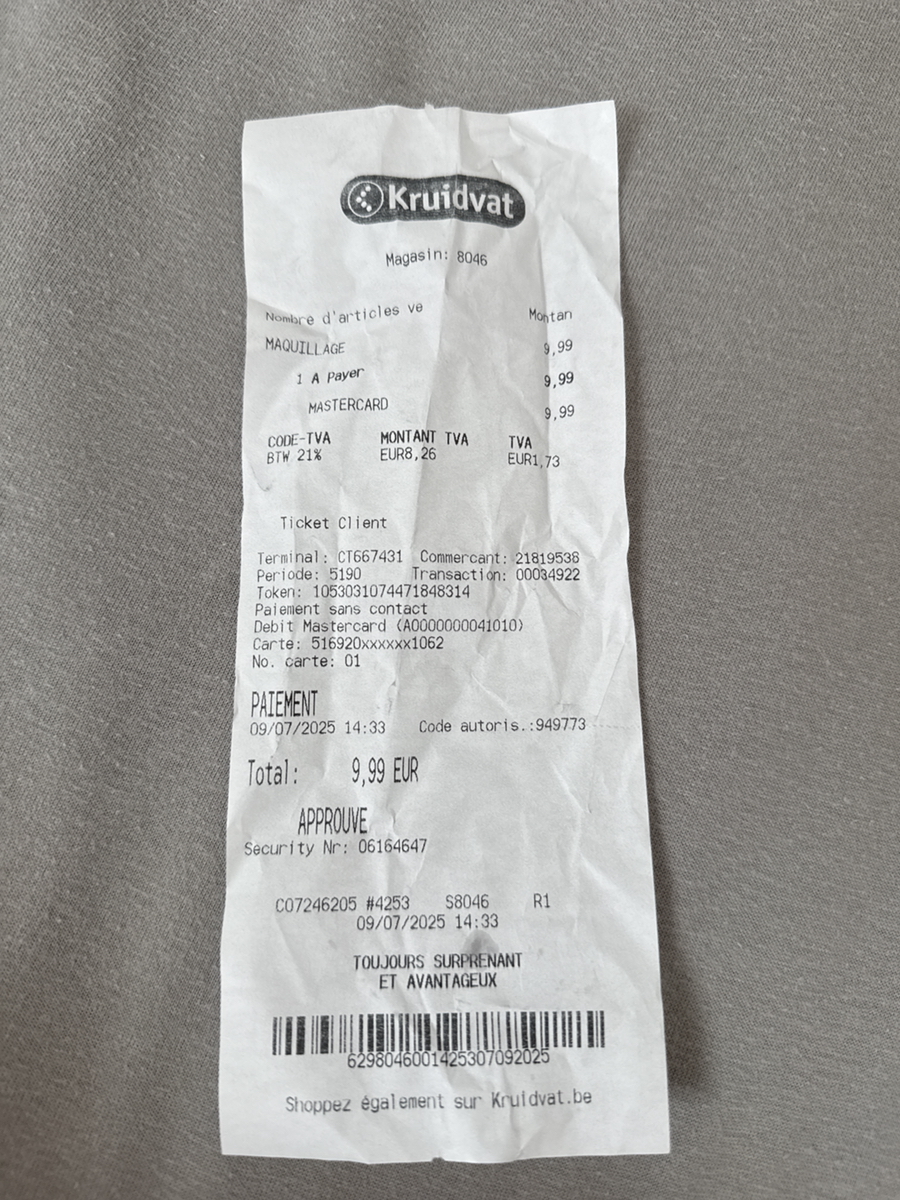 Kruidvat
Magasin: 8046
Nombre d'articles ve Montan
MAQUILLAGE 9,99
1 A Payer 9,99
MASTERCARD 9,99
CODE-TVA MONTANT TVA TVA
BTW 21% EUR8,26 EUR1,73
Ticket Client
Terminal: CT667431 Commercant: 21819538
Periode: 5190 Transaction: 00034922
Token: 1053031074471848314
Paiement sans contact
Debit Mastercard (A0000000041010)
Carte: 516920xxxxxx1062
No. carte: 01
PAIEMENT
09/07/2025 14:33 Code autoris.:949773
Total: 9,99 EUR
APPROUVE
Security Nr: 06164647
C07246205 #4253 S8046 R1
09/07/2025 14:33
TOUJOURS SURPRENANT
ET AVANTAGEUX
6298046001425307092025
Shoppez également sur Kruidvat.be